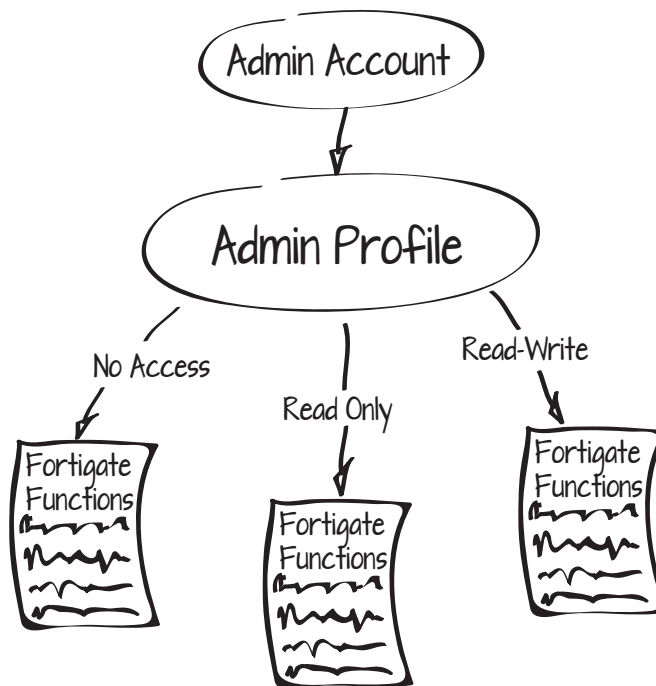 Admin Account
Admin Profile
No Access
Read Only
Read-Write
Fortigate
Functions
Fortigate
Functions
Fortigate
Functions